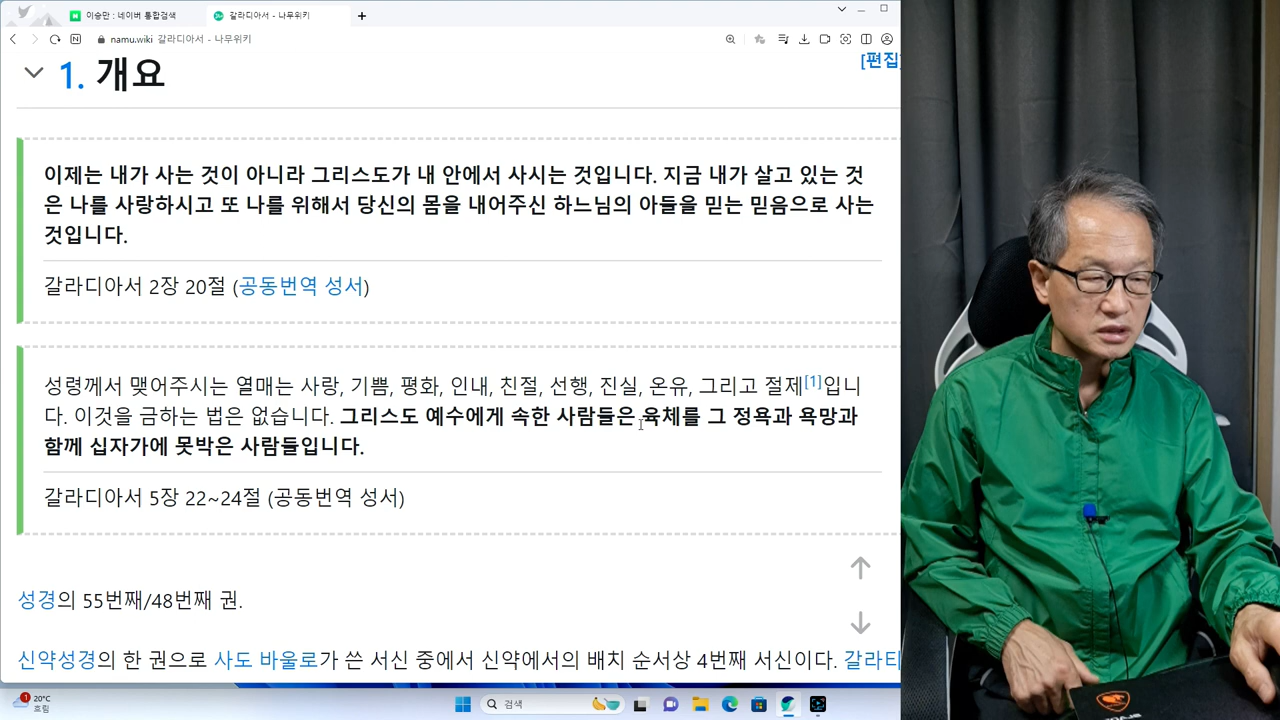 이승만 : 네이버 통합검색
갈라디아서 - 나무위키
namu.wiki 갈라디아서 - 나무위키
1. 개요
[편집]
이제는 내가 사는 것이 아니라 그리스도가 내 안에서 사시는 것입니다. 지금 내가 살고 있는 것
은 나를 사랑하시고 또 나를 위해서 당신의 몸을 내어주신 하느님의 아들을 믿는 믿음으로 사는
것입니다.
갈라디아서 2장 20절 (공동번역 성서)
성령께서 맺어주시는 열매는 사랑, 기쁨, 평화, 인내, 친절, 선행, 진실, 온유, 그리고 절제[1]입니
다. 이것을 금하는 법은 없습니다. 그리스도 예수에게 속한 사람들은 육체를 그 정욕과 욕망과
함께 십자가에 못박은 사람들입니다.
갈라디아서 5장 22~24절 (공동번역 성서)
성경의 55번째/48번째 권.
신약성경의 한 권으로 사도 바울로가 쓴 서신 중에서 신약에서의 배치 순서상 4번째 서신이다. 갈라티
1
20°C
흐림
검색